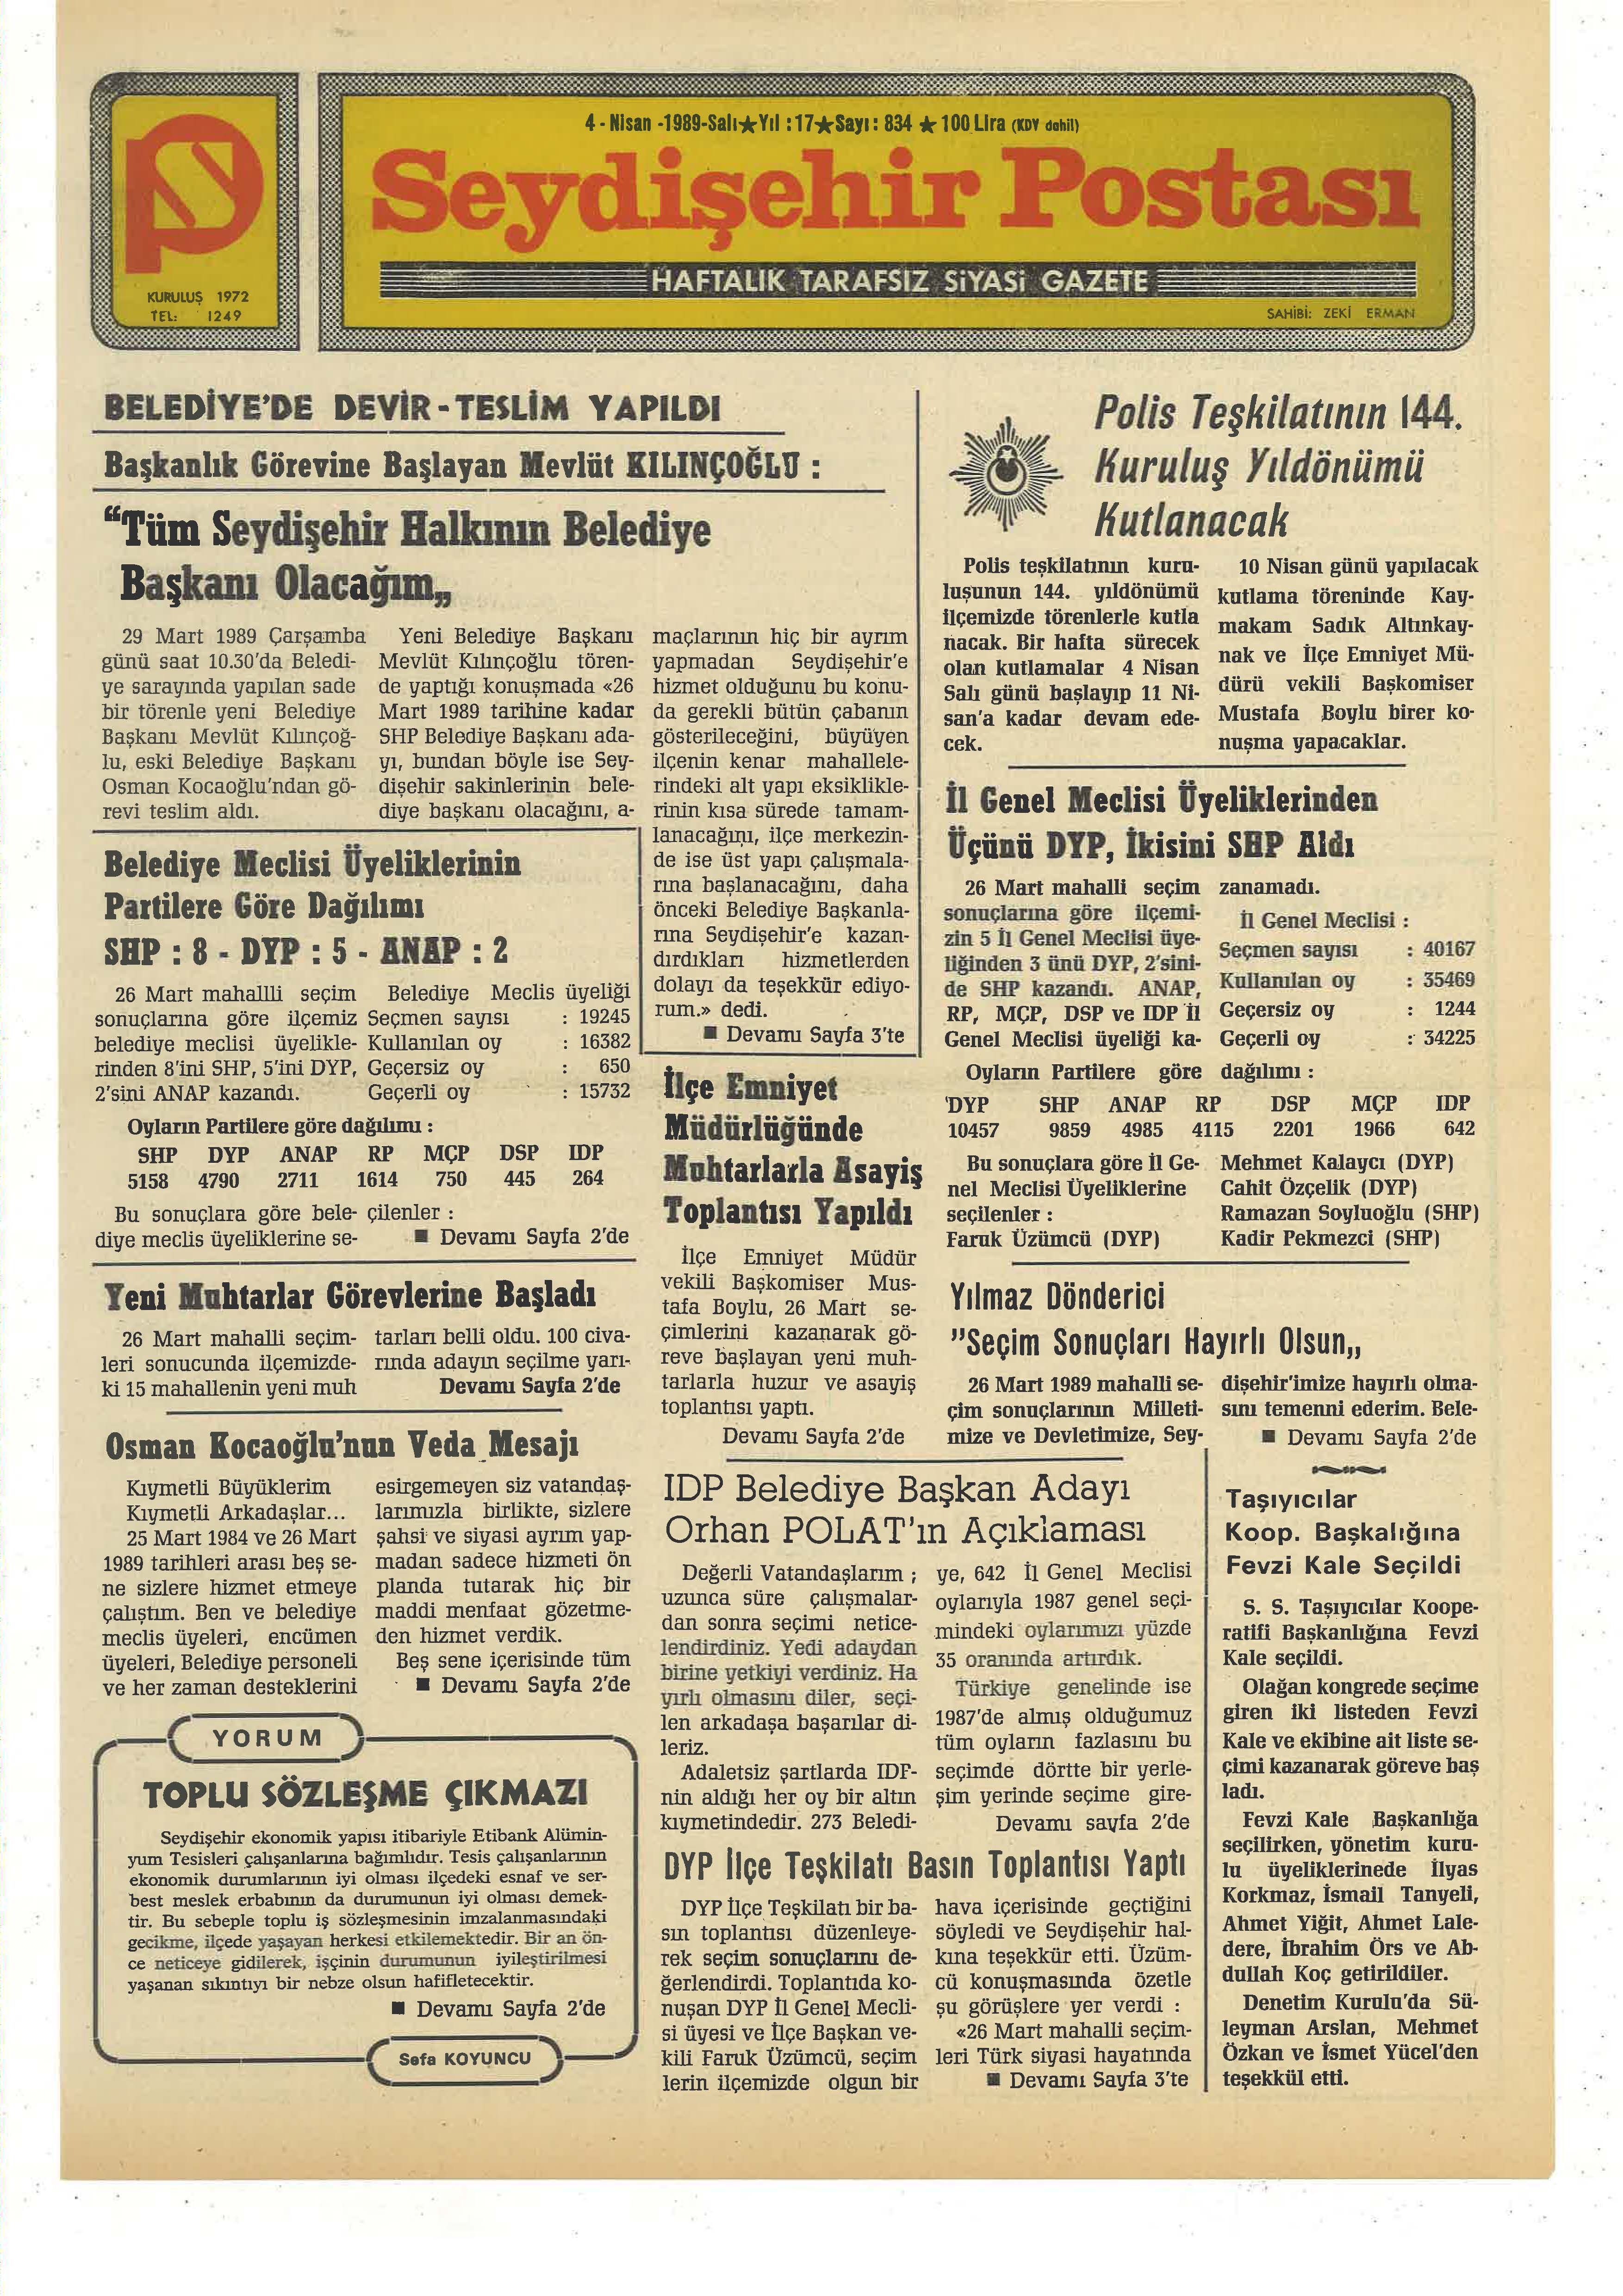 4 - Nisan -1989-Salı★Yıl :17★Sayı: 834 ★ 100 Lira (KDV dahil)
Seydişehir Postası
HAFTALIK TARAFSIZ SİYASİ GAZETE
KURULUŞ 1972
TEL: 1249
SAHİBİ: ZEKİ ERMAN
BELEDİYE'DE DEVİR-TESLİM YAPILDI
Başkanlık Görevine Başlayan Mevlüt KILINÇOĞLU :
“Tüm Seydişehir Halkının Belediye
Başkanı Olacağım„
29 Mart 1989 Çarşamba
günü saat 10.30'da Beledi-
ye sarayında yapılan sade
bir törenle yeni Belediye
Başkanı Mevlüt Kılınçoğ-
lu, eski Belediye Başkanı
Osman Kocaoğlu'ndan gö-
revi teslim aldı.
Yeni Belediye Başkanı
Mevlüt Kılınçoğlu tören-
de yaptığı konuşmada «26
Mart 1989 tarihine kadar
SHP Belediye Başkanı ada-
yı, bundan böyle ise Sey-
dişehir sakinlerinin bele-
diye başkanı olacağını, a-
maçlarının hiç bir ayrım
yapmadan Seydişehir'e
hizmet olduğunu bu konu-
da gerekli bütün çabanın
gösterileceğini, büyüyen
ilçenin kenar mahallele-
rindeki alt yapı eksiklikle-
rinin kısa sürede tamam-
lanacağını, ilçe merkezin-
de ise üst yapı çalışmala-
rına başlanacağını, daha
önceki Belediye Başkanla-
rına Seydişehir'e kazan-
dırdıkları hizmetlerden
dolayı da teşekkür ediyo-
rum.» dedi.
■ Devamı Sayfa 3'te
Belediye Meclisi Üyeliklerinin
Partilere Göre Dağılımı
SHP : 8 - DYP : 5 - ANAP : 2
26 Mart mahallli seçim
sonuçlarına göre ilçemiz
belediye meclisi üyelikle-
rinden 8'ini SHP, 5'ini DYP,
2'sini ANAP kazandı.
Belediye Meclis üyeliği
Seçmen sayısı : 19245
Kullanılan oy : 16382
Geçersiz oy : 650
Geçerli oy : 15732
Oyların Partilere göre dağılımı :
SHP DYP ANAP RP MÇP DSP IDP
5158 4790 2711 1614 750 445 264
Bu sonuçlara göre bele-
diye meclis üyeliklerine se-
çilenler :
■ Devamı Sayfa 2'de
Yeni Muhtarlar Görevlerine Başladı
26 Mart mahalli seçim-
leri sonucunda ilçemizde-
ki 15 mahallenin yeni muh
tarları belli oldu. 100 civa-
rında adayın seçilme yarı-
Devamı Sayfa 2'de
Osman Kocaoğlu'nun Veda Mesajı
Kıymetli Büyüklerim
Kıymetli Arkadaşlar...
25 Mart 1984 ve 26 Mart
1989 tarihleri arası beş se-
ne sizlere hizmet etmeye
çalıştım. Ben ve belediye
meclis üyeleri, encümen
üyeleri, Belediye personeli
ve her zaman desteklerini
esirgemeyen siz vatandaş-
larımızla birlikte, sizlere
şahsi ve siyasi ayrım yap-
madan sadece hizmeti ön
planda tutarak hiç bir
maddi menfaat gözetme-
den hizmet verdik.
Beş sene içerisinde tüm
■ Devamı Sayfa 2'de
YORUM
TOPLU SÖZLEŞME ÇIKMAZI
Seydişehir ekonomik yapısı itibariyle Etibank Alümin-
yum Tesisleri çalışanlarına bağımlıdır. Tesis çalışanlarının
ekonomik durumlarının iyi olması ilçedeki esnaf ve ser-
best meslek erbabının da durumunun iyi olması demek-
tir. Bu sebeple toplu iş sözleşmesinin imzalanmasındaki
gecikme, ilçede yaşayan herkesi etkilemektedir. Bir an ön-
ce neticeye gidilerek, işçinin durumunun iyileştirilmesi
yaşanan sıkıntıyı bir nebze olsun hafifletecektir.
■ Devamı Sayfa 2'de
Sefa KOYUNCU
İlçe Emniyet
Müdürlüğünde
Muhtarlarla Asayiş
Toplantısı Yapıldı
İlçe Emniyet Müdür
vekili Başkomiser Mus-
tafa Boylu, 26 Mart se-
çimlerini kazanarak gö-
reve başlayan yeni muh-
tarlarla huzur ve asayiş
toplantısı yaptı.
Devamı Sayfa 2'de
IDP Belediye Başkan Adayı
Orhan POLAT'ın Açıklaması
Değerli Vatandaşlarım ;
uzunca süre çalışmalar-
dan sonra seçimi netice-
lendirdiniz. Yedi adaydan
birine yetkiyi verdiniz. Ha
yırlı olmasını diler, seçi-
len arkadaşa başarılar di-
leriz.
Adaletsiz şartlarda IDP-
nin aldığı her oy bir altın
kıymetindedir. 273 Beledi-
ye, 642 İl Genel Meclisi
oylarıyla 1987 genel seçi-
mindeki oylarımızı yüzde
35 oranında artırdık.
Türkiye genelinde ise
1987'de almış olduğumuz
tüm oyların fazlasını bu
seçimde dörtte bir yerle-
şim yerinde seçime gire-
Devamı sayfa 2'de
DYP İlçe Teşkilatı Basın Toplantısı Yaptı
DYP İlçe Teşkilatı bir ba-
sın toplantısı düzenleye-
rek seçim sonuçlarını de-
ğerlendirdi. Toplantıda ko-
nuşan DYP İl Genel Mecli-
si üyesi ve İlçe Başkan ve-
kili Faruk Üzümcü, seçim
lerin ilçemizde olgun bir
hava içerisinde geçtiğini
söyledi ve Seydişehir hal-
kına teşekkür etti. Üzüm-
cü konuşmasında özetle
şu görüşlere yer verdi :
«26 Mart mahalli seçim-
leri Türk siyasi hayatında
■ Devamı Sayfa 3'te
Polis Teşkilatının 144.
Kuruluş Yıldönümü
Kutlanacak
Polis teşkilatının kuru-
luşunun 144. yıldönümü
ilçemizde törenlerle kutla
nacak. Bir hafta sürecek
olan kutlamalar 4 Nisan
Salı günü başlayıp 11 Ni-
san'a kadar devam ede-
cek.
10 Nisan günü yapılacak
kutlama töreninde Kay-
makam Sadık Altınkay-
nak ve İlçe Emniyet Mü-
dürü vekili Başkomiser
Mustafa Boylu birer ko-
nuşma yapacaklar.
İl Genel Meclisi Üyeliklerinden
Üçünü DYP, İkisini SHP Aldı
26 Mart mahalli seçim
sonuçlarına göre ilçemi-
zin 5 İl Genel Meclisi üye-
liğinden 3 ünü DYP, 2'sini-
de SHP kazandı. ANAP,
RP, MÇP, DSP ve IDP İl
Genel Meclisi üyeliği ka-
zanamadı.
İl Genel Meclisi :
Seçmen sayısı : 40167
Kullanılan oy : 35469
Geçersiz oy : 1244
Geçerli oy : 34225
Oyların Partilere göre dağılımı :
DYP SHP ANAP RP DSP MÇP IDP
10457 9859 4985 4115 2201 1966 642
Bu sonuçlara göre İl Ge-
nel Meclisi Üyeliklerine
seçilenler :
Faruk Üzümcü (DYP)
Mehmet Kalaycı (DYP)
Cahit Özçelik (DYP)
Ramazan Soyluoğlu (SHP)
Kadir Pekmezci (SHP)
Yılmaz Dönderici
"Seçim Sonuçları Hayırlı Olsun„
26 Mart 1989 mahalli se-
çim sonuçlarının Milleti-
mize ve Devletimize, Sey-
dişehir'imize hayırlı olma-
sını temenni ederim. Bele-
■ Devamı Sayfa 2'de
Taşıyıcılar
Koop. Başkalığına
Fevzi Kale Seçildi
S. S. Taşıyıcılar Koope-
ratifi Başkanlığına Fevzi
Kale seçildi.
Olağan kongrede seçime
giren iki listeden Fevzi
Kale ve ekibine ait liste se-
çimi kazanarak göreve baş
ladı.
Fevzi Kale Başkanlığa
seçilirken, yönetim kuru-
lu üyeliklerinede İlyas
Korkmaz, İsmail Tanyeli,
Ahmet Yiğit, Ahmet Lale-
dere, İbrahim Örs ve Ab-
dullah Koç getirildiler.
Denetim Kurulu'da Sü-
leyman Arslan, Mehmet
Özkan ve İsmet Yücel'den
teşekkül etti.